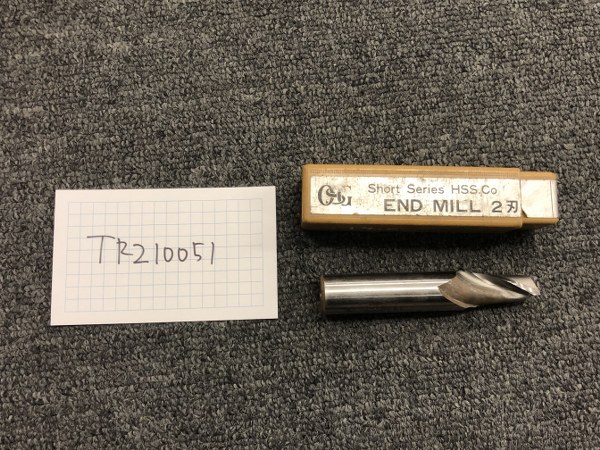 TR210051
OSG
Short Series HSS.Co
END MILL 2刃